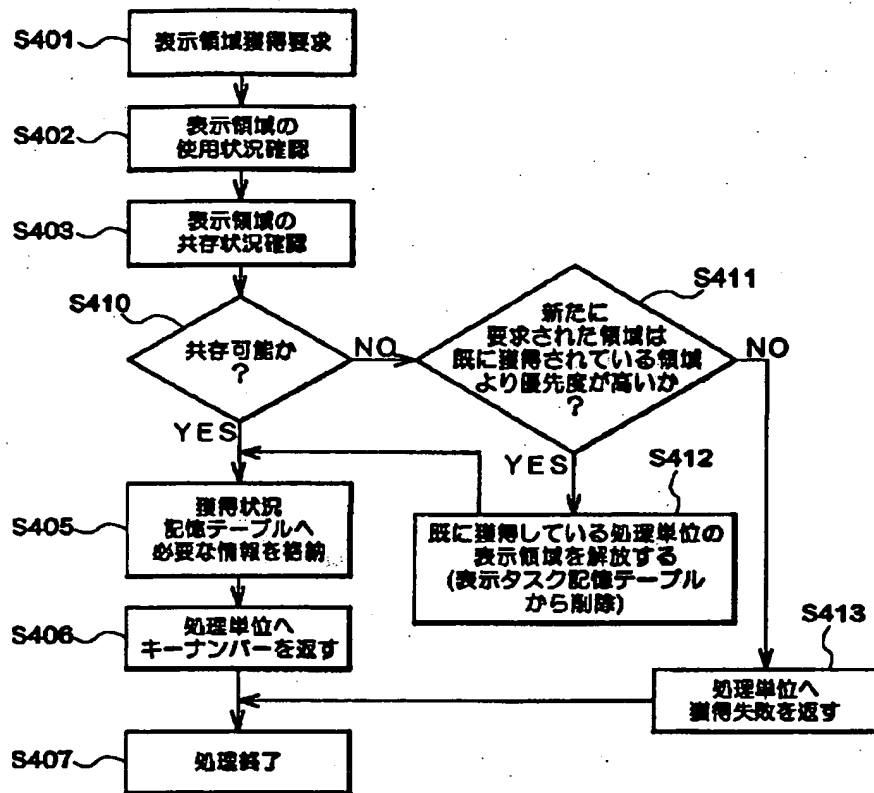 S401
表示領域獲得要求
S402
表示領域の
使用状況確認
S403
表示領域の
共存状況確認
S410
共存可能か
?
NO
YES
S411
新たに
要求された領域は
既に獲得されている領域
より優先度が高いか
?
NO
YES
S412
既に獲得している処理単位の
表示領域を解放する
(表示タスク記憶テーブル
から削除)
S405
獲得状況
記憶テーブルへ
必要な情報を格納
S406
処理単位へ
キーナンバーを返す
S413
処理単位へ
獲得失敗を返す
S407
処理終了